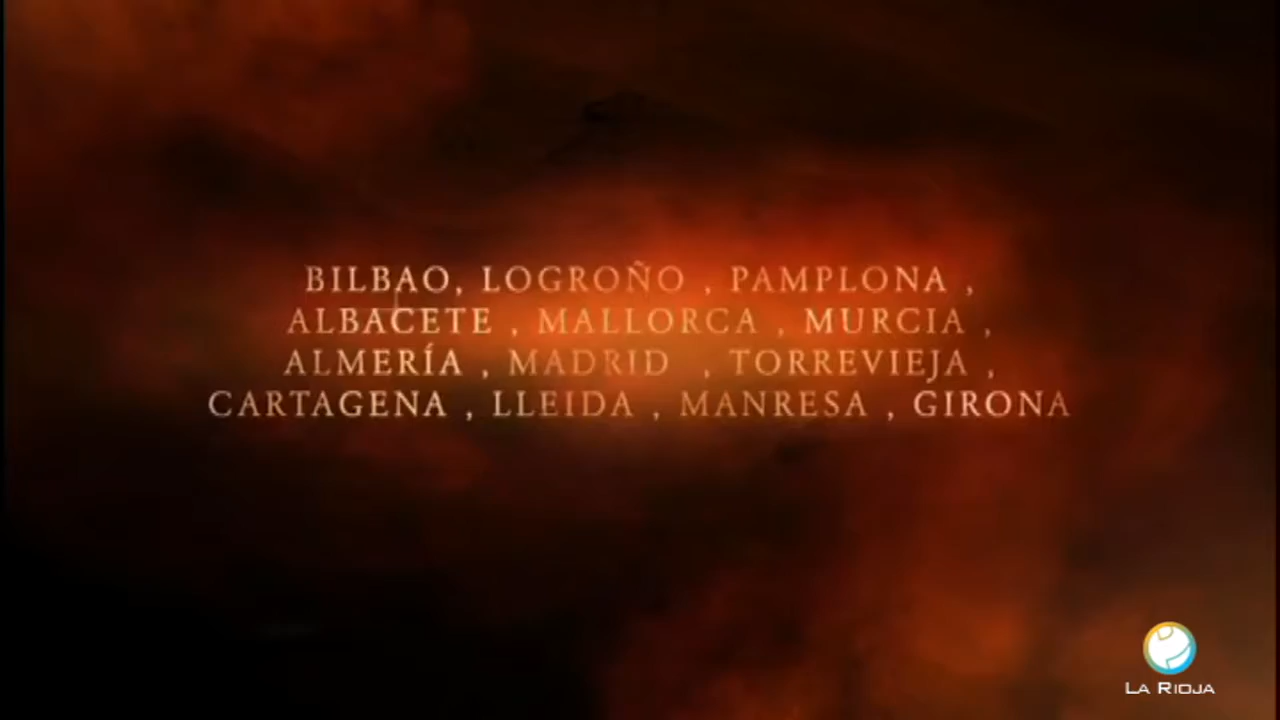 BILBAO, LOGROÑO , PAMPLONA ,
ALBACETE , MALLORCA , MURCIA ,
ALMERÍA , MADRID , TORREVIEJA ,
CARTAGENA , LLEIDA , MANRESA , GIRONA
LA RIOJA